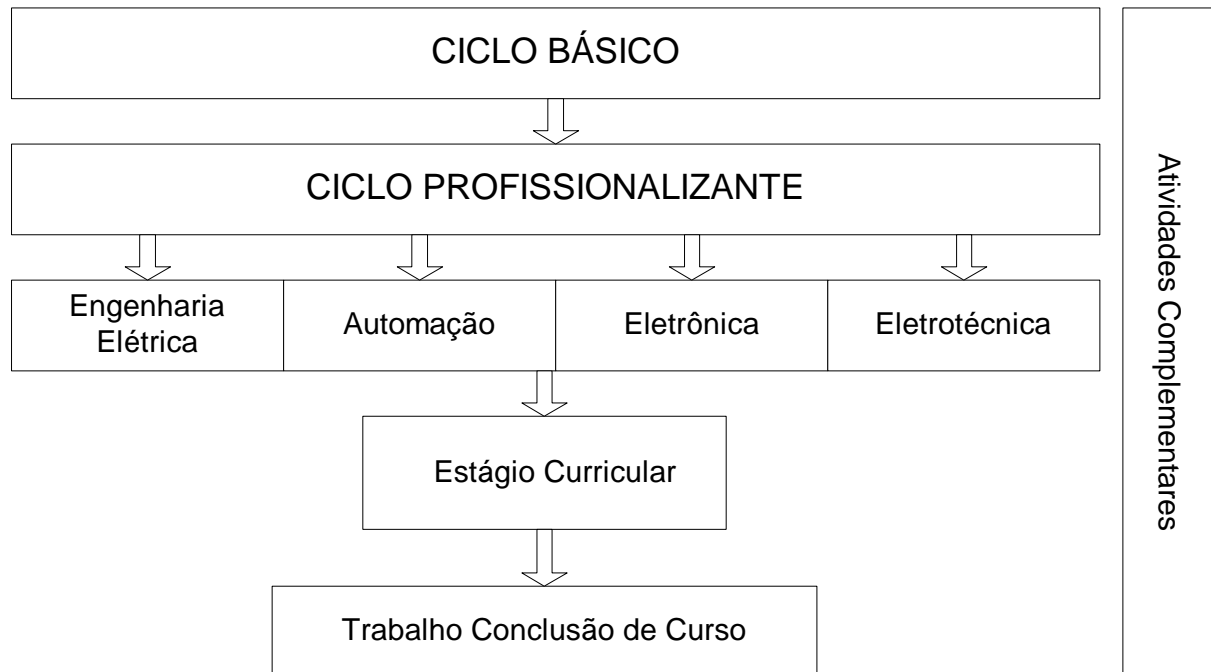 CICLO BÁSICO
CICLO PROFISSIONALIZANTE
Engenharia
Elétrica
Automação
Eletrônica
Eletrotécnica
Estágio Curricular
Trabalho Conclusão de Curso
Atividades Complementares